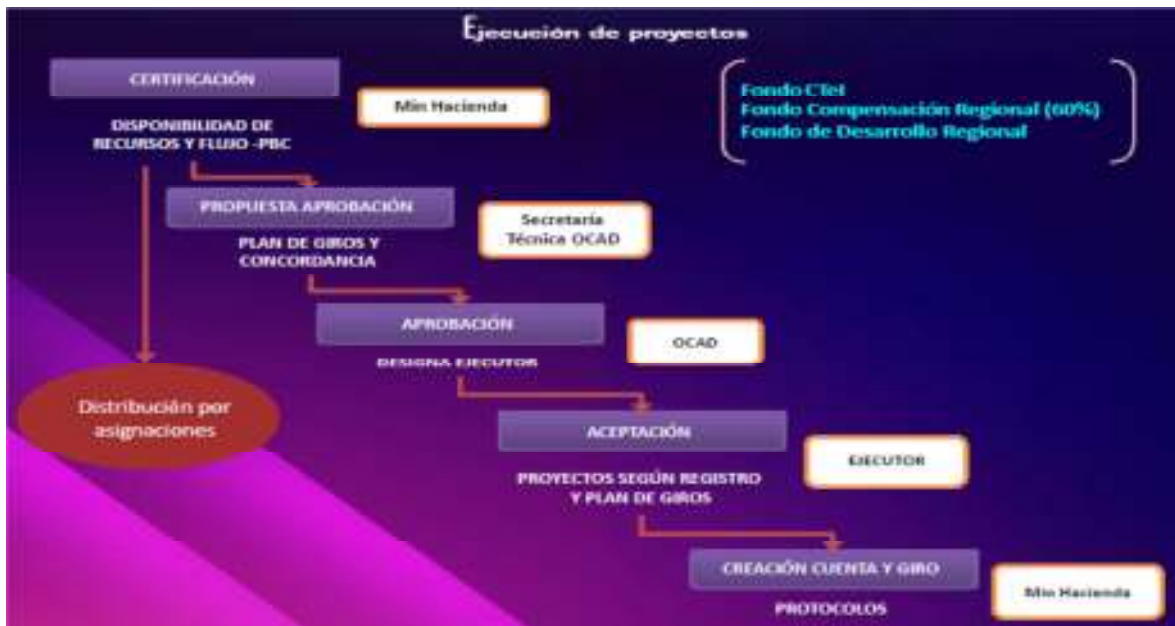 Ejecución de proyectos
CERTIFICACIÓN
Min Hacienda
DISPONIBILIDAD DE
RECURSOS Y FLUJO -PBC
Fondo CTeI
Fondo Compensación Regional (60%)
Fondo de Desarrollo Regional
PROPUESTA APROBACIÓN
Secretaría
Técnica OCAD
PLAN DE GIROS Y
CONCORDANCIA
APROBACIÓN
OCAD
DESIGNA EJECUTOR
Distribución por
asignaciones
ACEPTACIÓN
EJECUTOR
PROYECTOS SEGÚN REGISTRO
Y PLAN DE GIROS
CREACIÓN CUENTA Y GIRO
Min Hacienda
PROTOCOLOS